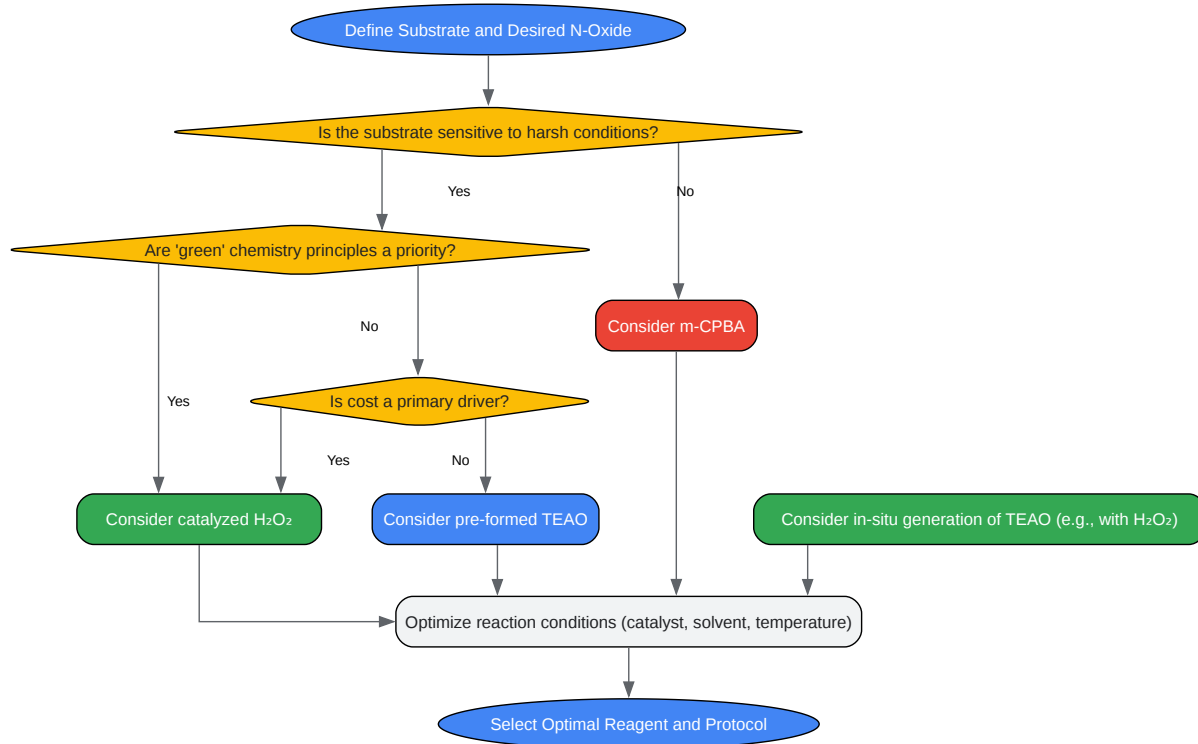 Define Substrate and Desired N-Oxide
Is the substrate sensitive to harsh conditions?
Yes
No
Are 'green' chemistry principles a priority?
No
Consider m-CPBA
Yes
Is cost a primary driver?
Yes
No
Consider catalyzed H₂O₂
Consider pre-formed TEAO
Consider in-situ generation of TEAO (e.g., with H₂O₂)
Optimize reaction conditions (catalyst, solvent, temperature)
Select Optimal Reagent and Protocol